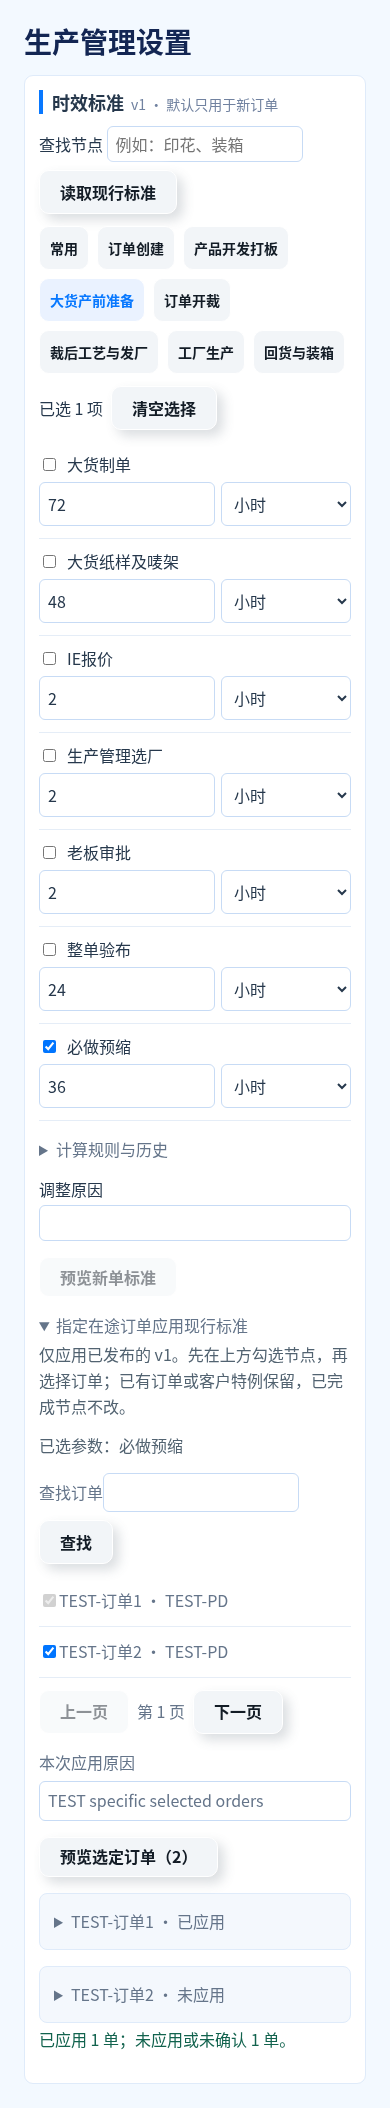 生产管理设置
时效标准 v1 · 默认只用于新订单
查找节点 例如：印花、装箱
读取现行标准
常用 订单创建 产品开发打板
大货产前准备 订单开裁
裁后工艺与发厂 工厂生产 回货与装箱
已选 1 项 清空选择
大货制单
72 小时
大货纸样及唛架
48 小时
IE报价
2 小时
生产管理选厂
2 小时
老板审批
2 小时
整单验布
24 小时
必做预缩
36 小时
计算规则与历史
调整原因
预览新单标准
指定在途订单应用现行标准
仅应用已发布的 v1。先在上方勾选节点，再
选择订单；已有订单或客户特例保留，已完
成节点不改。
已选参数：必做预缩
查找订单
查找
TEST-订单1 · TEST-PD
TEST-订单2 · TEST-PD
上一页 第 1 页 下一页
本次应用原因
TEST specific selected orders
预览选定订单（2）
TEST-订单1 · 已应用
TEST-订单2 · 未应用
已应用 1 单；未应用或未确认 1 单。